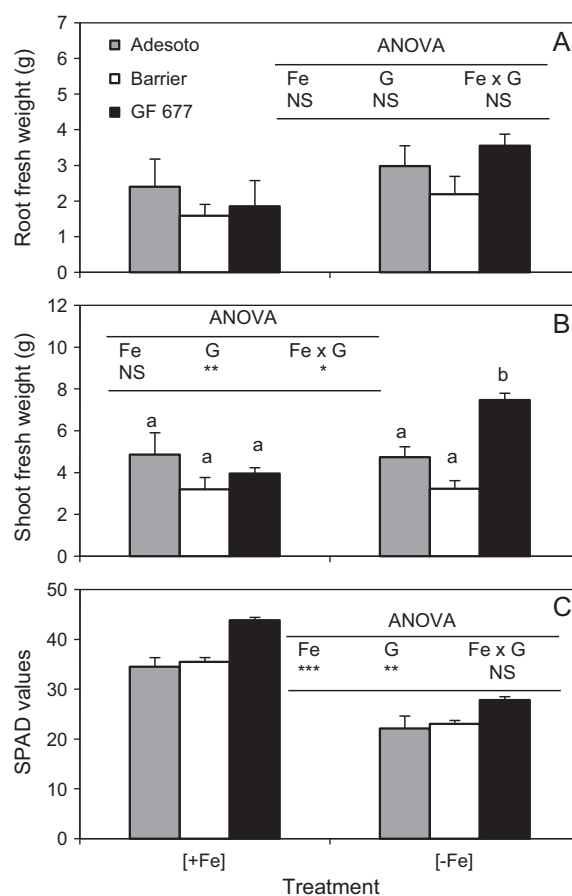 A
7
6
5
4
3
2
1
0
Root fresh weight (g)
Adesoto
Barrier
GF 677
ANOVA
Fe G Fe x G
NS NS NS
B
12
10
8
6
4
2
0
Shoot fresh weight (g)
ANOVA
Fe G Fe x G
NS ** *
a a a a a b
C
50
40
30
20
10
0
SPAD values
ANOVA
Fe G Fe x G
*** ** NS
[+Fe] [-Fe]
Treatment